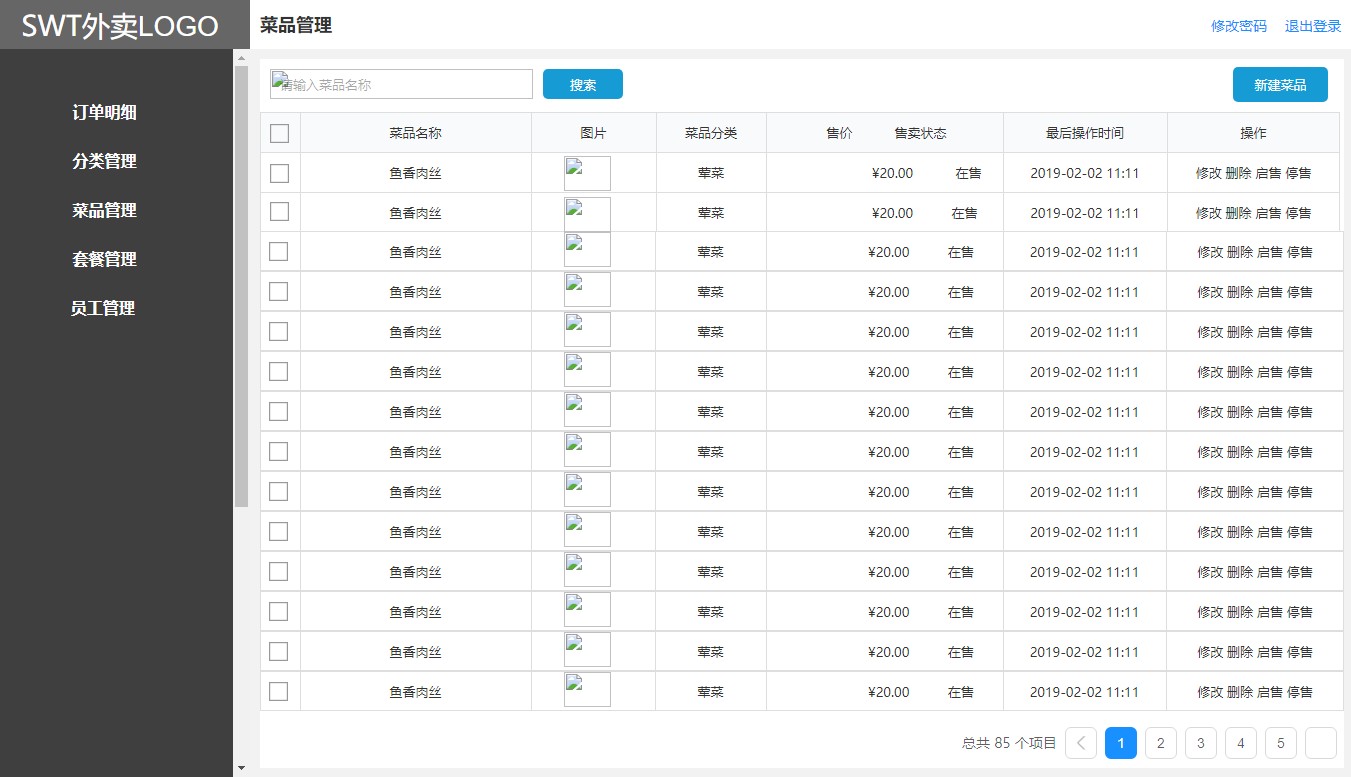 SWT外卖LOGO
菜品管理
修改密码 退出登录
订单明细
分类管理
菜品管理
套餐管理
员工管理
请输入菜品名称 搜索 新建菜品
菜品名称 图片 菜品分类 售价 售卖状态 最后操作时间 操作
鱼香肉丝 荤菜 ¥20.00 在售 2019-02-02 11:11 修改 删除 启售 停售
鱼香肉丝 荤菜 ¥20.00 在售 2019-02-02 11:11 修改 删除 启售 停售
鱼香肉丝 荤菜 ¥20.00 在售 2019-02-02 11:11 修改 删除 启售 停售
鱼香肉丝 荤菜 ¥20.00 在售 2019-02-02 11:11 修改 删除 启售 停售
鱼香肉丝 荤菜 ¥20.00 在售 2019-02-02 11:11 修改 删除 启售 停售
鱼香肉丝 荤菜 ¥20.00 在售 2019-02-02 11:11 修改 删除 启售 停售
鱼香肉丝 荤菜 ¥20.00 在售 2019-02-02 11:11 修改 删除 启售 停售
鱼香肉丝 荤菜 ¥20.00 在售 2019-02-02 11:11 修改 删除 启售 停售
鱼香肉丝 荤菜 ¥20.00 在售 2019-02-02 11:11 修改 删除 启售 停售
鱼香肉丝 荤菜 ¥20.00 在售 2019-02-02 11:11 修改 删除 启售 停售
鱼香肉丝 荤菜 ¥20.00 在售 2019-02-02 11:11 修改 删除 启售 停售
鱼香肉丝 荤菜 ¥20.00 在售 2019-02-02 11:11 修改 删除 启售 停售
鱼香肉丝 荤菜 ¥20.00 在售 2019-02-02 11:11 修改 删除 启售 停售
鱼香肉丝 荤菜 ¥20.00 在售 2019-02-02 11:11 修改 删除 启售 停售
总共 85 个项目 1 2 3 4 5